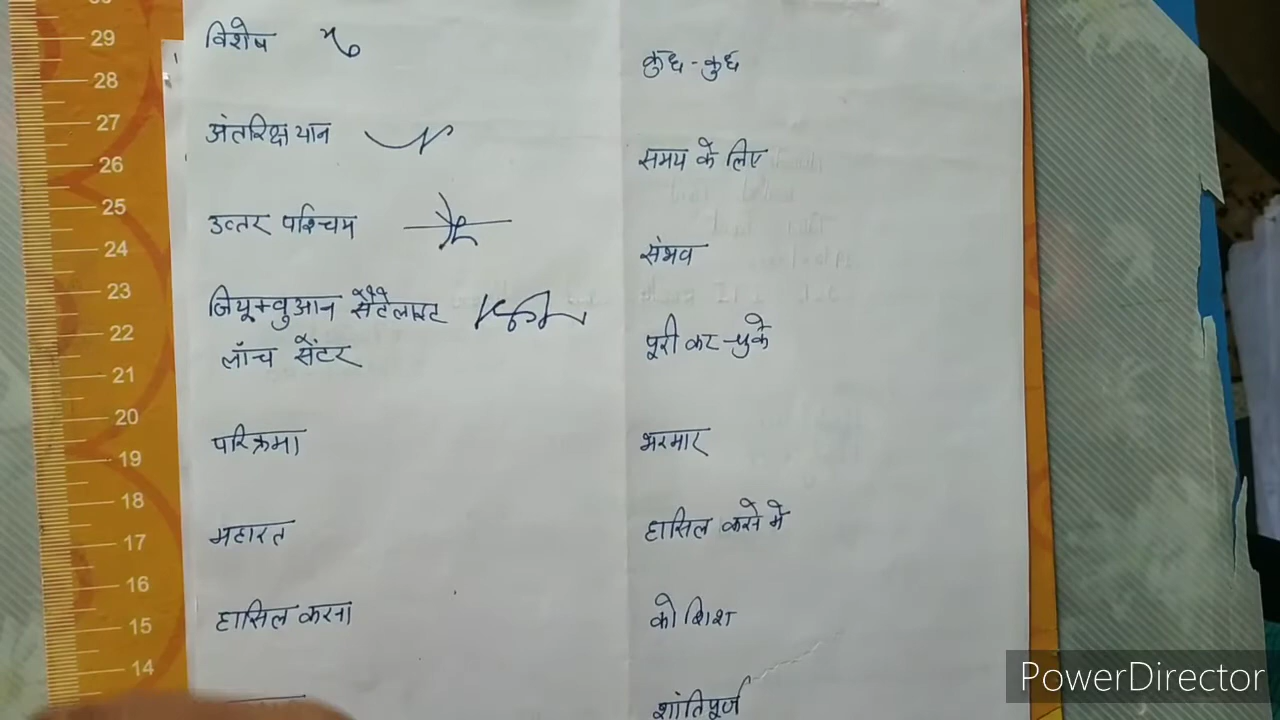 विशेष
अंतरिक्ष यान
उत्तर पश्चिम
जियूक्वुआन सैटेलाइट
लॉंच सेंटर
परिक्रमा
महारत
हासिल करना
कुछ-कुछ
समय के लिए
संभव
पूरी कर चुके
भरमार
हासिल करने में
कोशिश
शांतिपूर्ण
29
28
27
26
25
24
23
22
21
20
19
18
17
16
15
14
PowerDirector